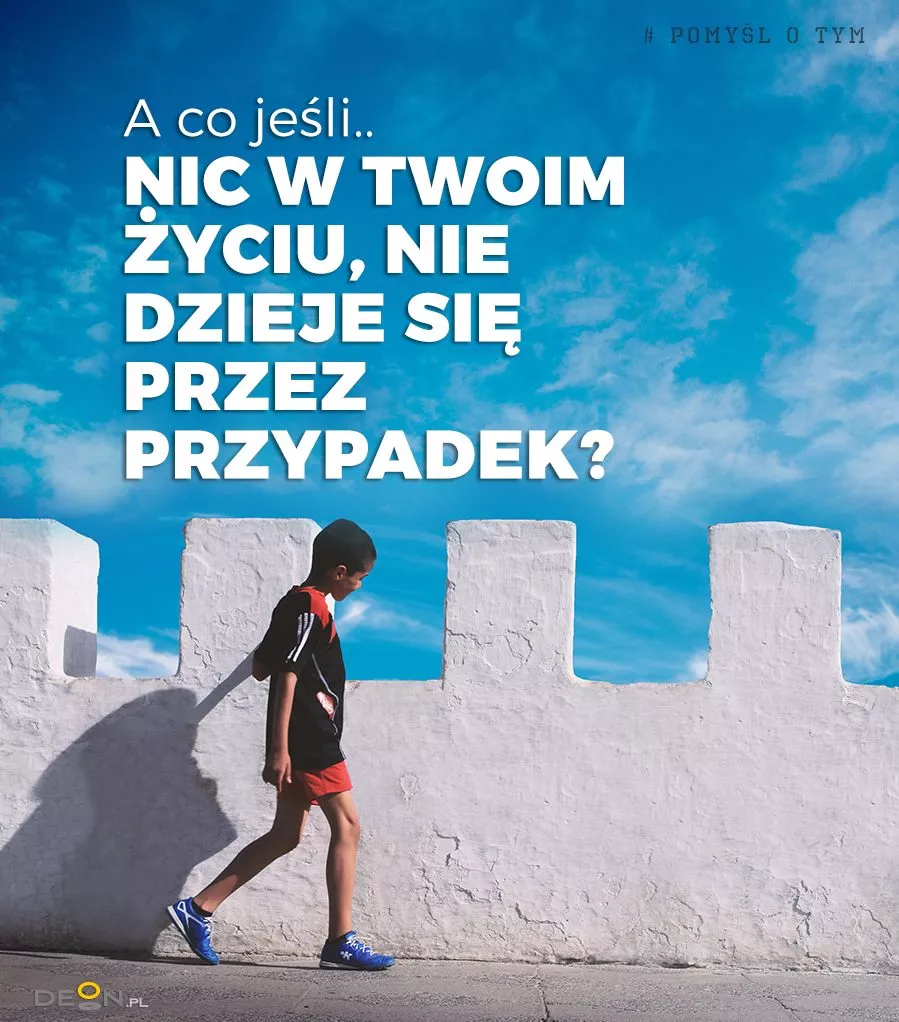 # POMYŚL O TYM
A co jeśli..
NIC W TWOIM
ŻYCIU, NIE
DZIEJE SIĘ
PRZEZ
PRZYPADEK?
DEON.PL